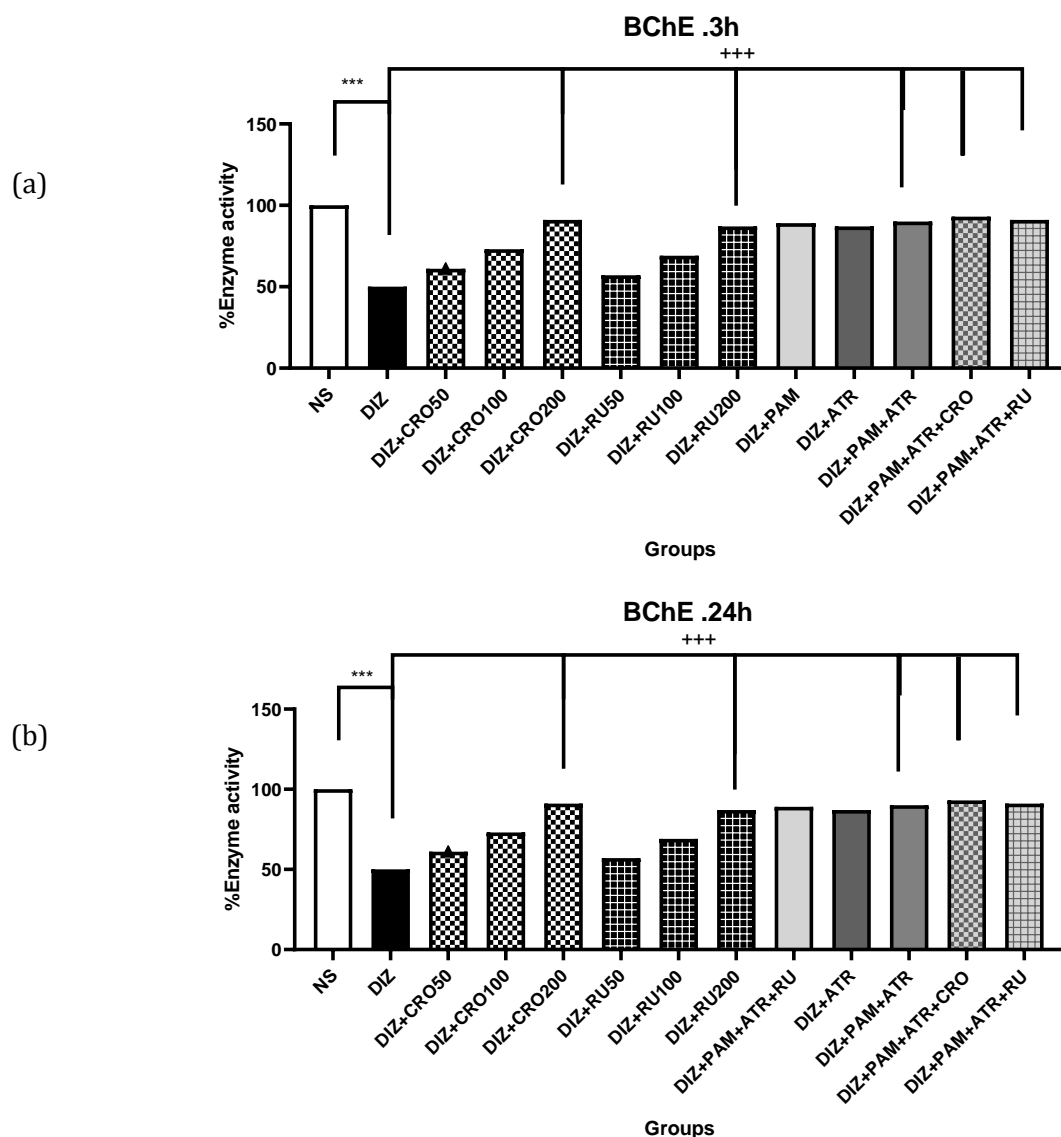 (a)
BChE .3h
+++
***
%Enzyme activity
150
100
50
0
NS
DIZ
DIZ+CRO50
DIZ+CRO100
DIZ+CRO200
DIZ+RU50
DIZ+RU100
DIZ+RU200
DIZ+PAM
DIZ+ATR
DIZ+PAM+ATR
DIZ+PAM+ATR+CRO
DIZ+PAM+ATR+RU
Groups
(b)
BChE .24h
+++
***
%Enzyme activity
150
100
50
0
NS
DIZ
DIZ+CRO50
DIZ+CRO100
DIZ+CRO200
DIZ+RU50
DIZ+RU100
DIZ+RU200
DIZ+PAM+ATR+RU
DIZ+ATR
DIZ+PAM+ATR
DIZ+PAM+ATR+CRO
DIZ+PAM+ATR+RU
Groups